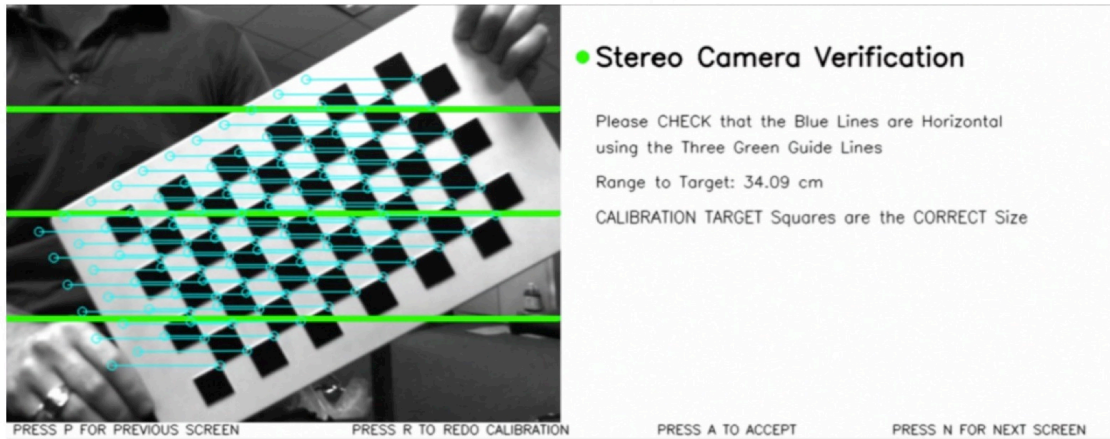 Stereo Camera Verification
Please CHECK that the Blue Lines are Horizontal
using the Three Green Guide Lines
Range to Target: 34.09 cm
CALIBRATION TARGET Squares are the CORRECT Size
PRESS P FOR PREVIOUS SCREEN
PRESS R TO REDO CALIBRATION
PRESS A TO ACCEPT
PRESS N FOR NEXT SCREEN